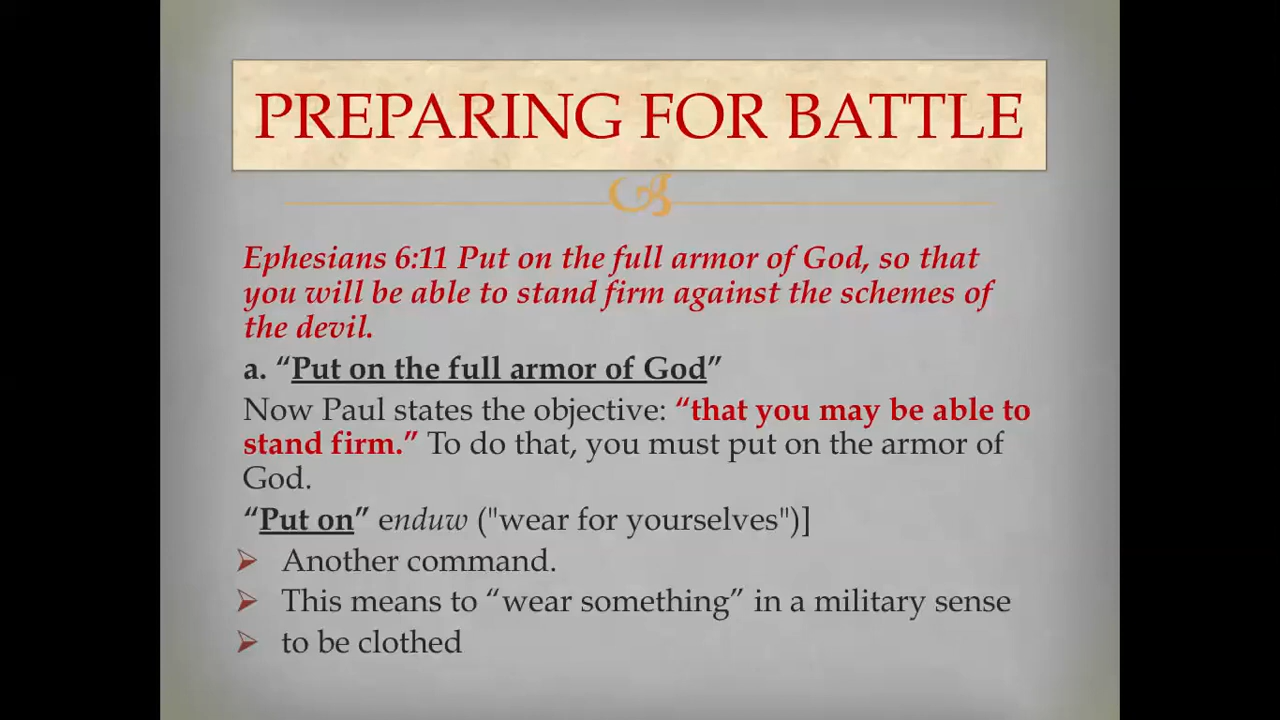 PREPARING FOR BATTLE
Ephesians 6:11 Put on the full armor of God, so that
you will be able to stand firm against the schemes of
the devil.
a. “Put on the full armor of God”
Now Paul states the objective: “that you may be able to
stand firm.” To do that, you must put on the armor of
God.
“Put on” enduw ("wear for yourselves")]
Another command.
This means to “wear something” in a military sense
to be clothed